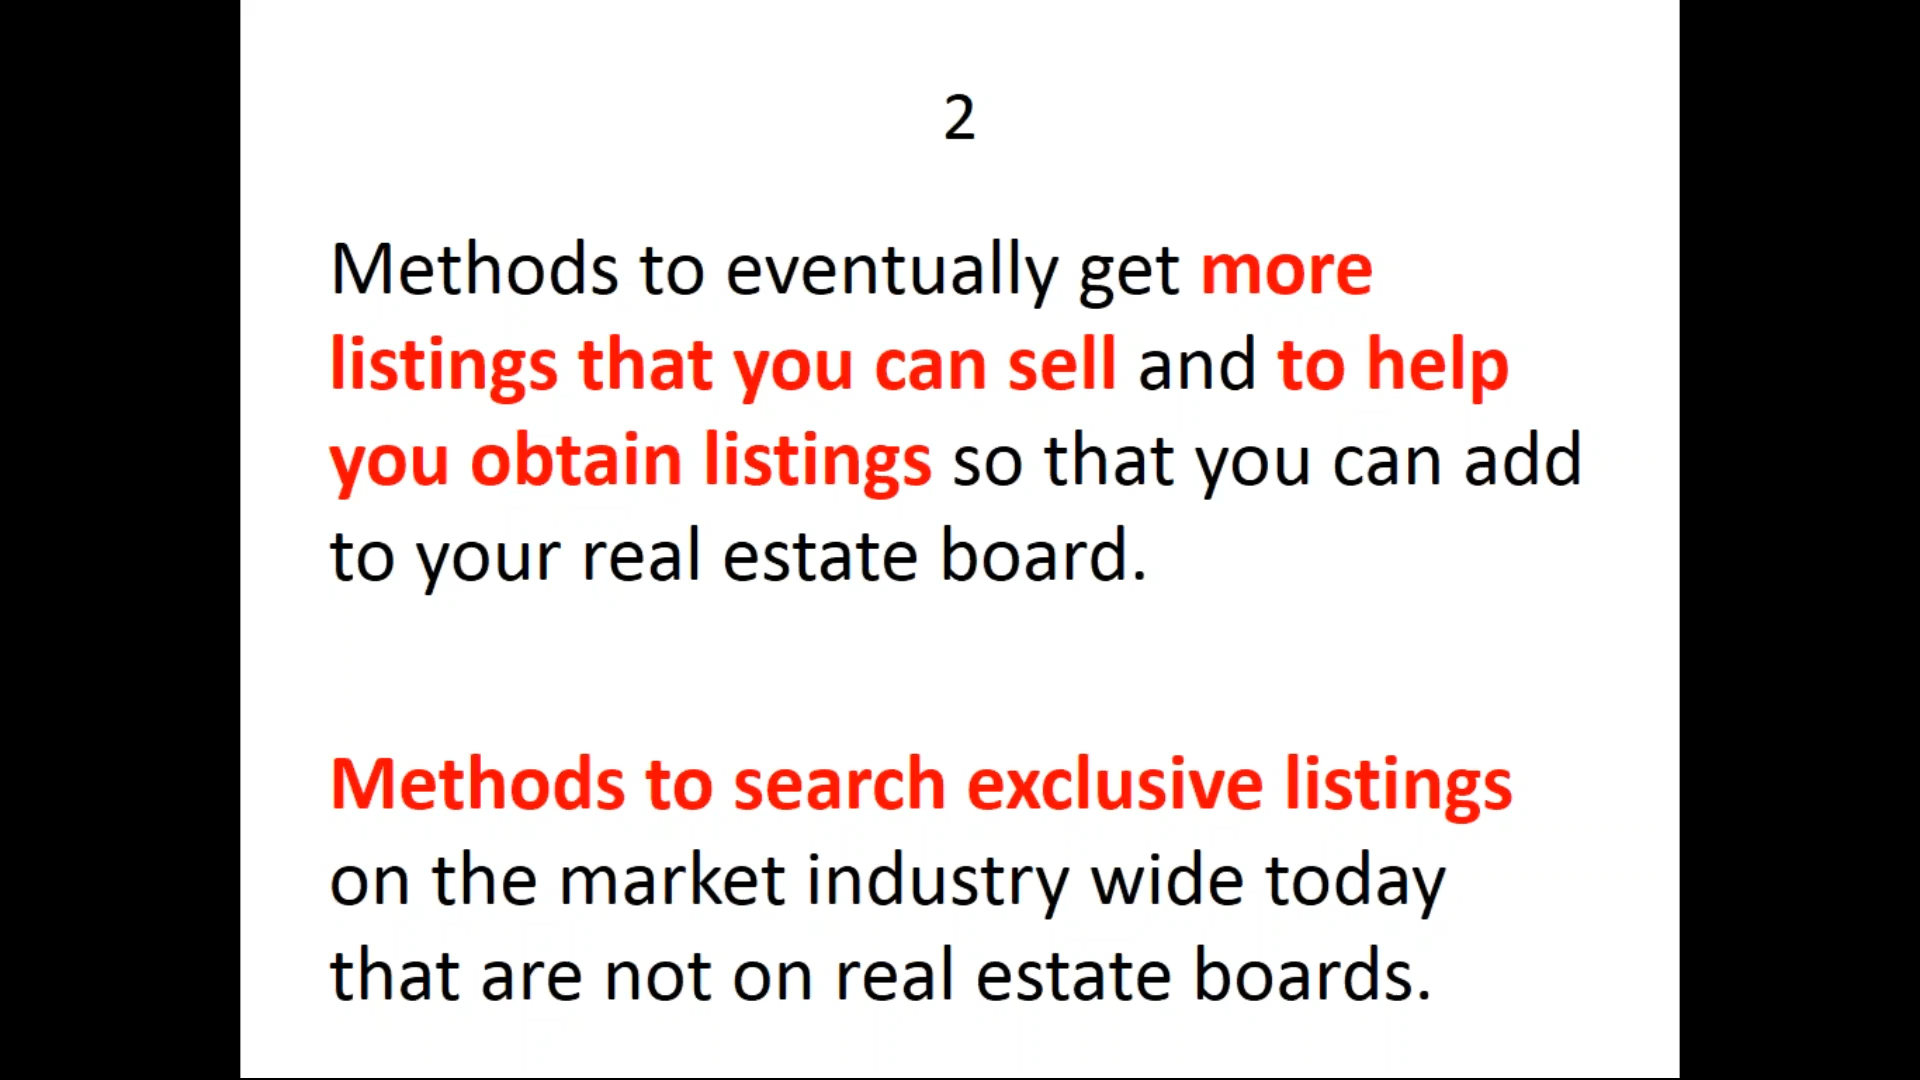 2
Methods to eventually get more
listings that you can sell and to help
you obtain listings so that you can add
to your real estate board.
Methods to search exclusive listings
on the market industry wide today
that are not on real estate boards.